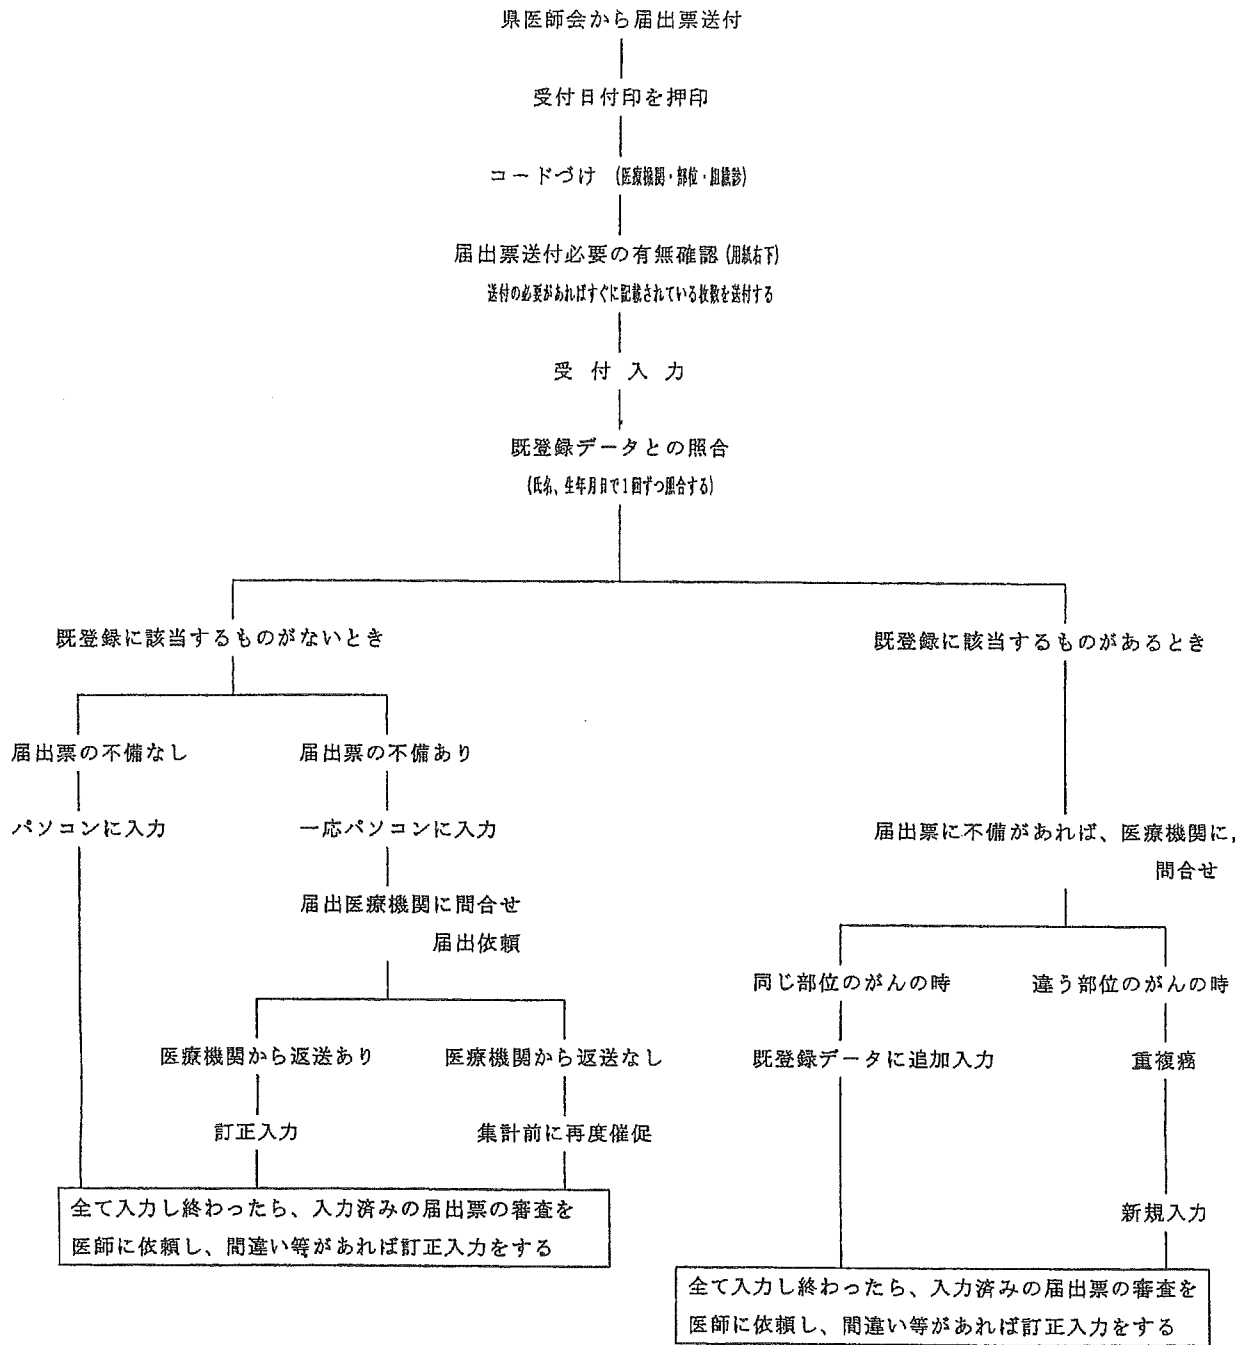 県医師会から届出票送付
受付日付印を押印
コードづけ (医療機関・部位・組織診)
届出票送付必要の有無確認 (用紙右下)
送付の必要があればすぐに記載されている枚数を送付する
受 付 入 力
既登録データとの照合
(氏名、生年月日で1回ずつ照合する)
既登録に該当するものがないとき
既登録に該当するものがあるとき
届出票の不備なし
届出票の不備あり
パソコンに入力
一応パソコンに入力
届出票に不備があれば、医療機関に,
問合せ
届出医療機関に問合せ
届出依頼
同じ部位のがんの時
違う部位のがんの時
医療機関から返送あり
医療機関から返送なし
既登録データに追加入力
重複癌
訂正入力
集計前に再度催促
新規入力
全て入力し終わったら、入力済みの届出票の審査を
医師に依頼し、間違い等があれば訂正入力をする
全て入力し終わったら、入力済みの届出票の審査を
医師に依頼し、間違い等があれば訂正入力をする